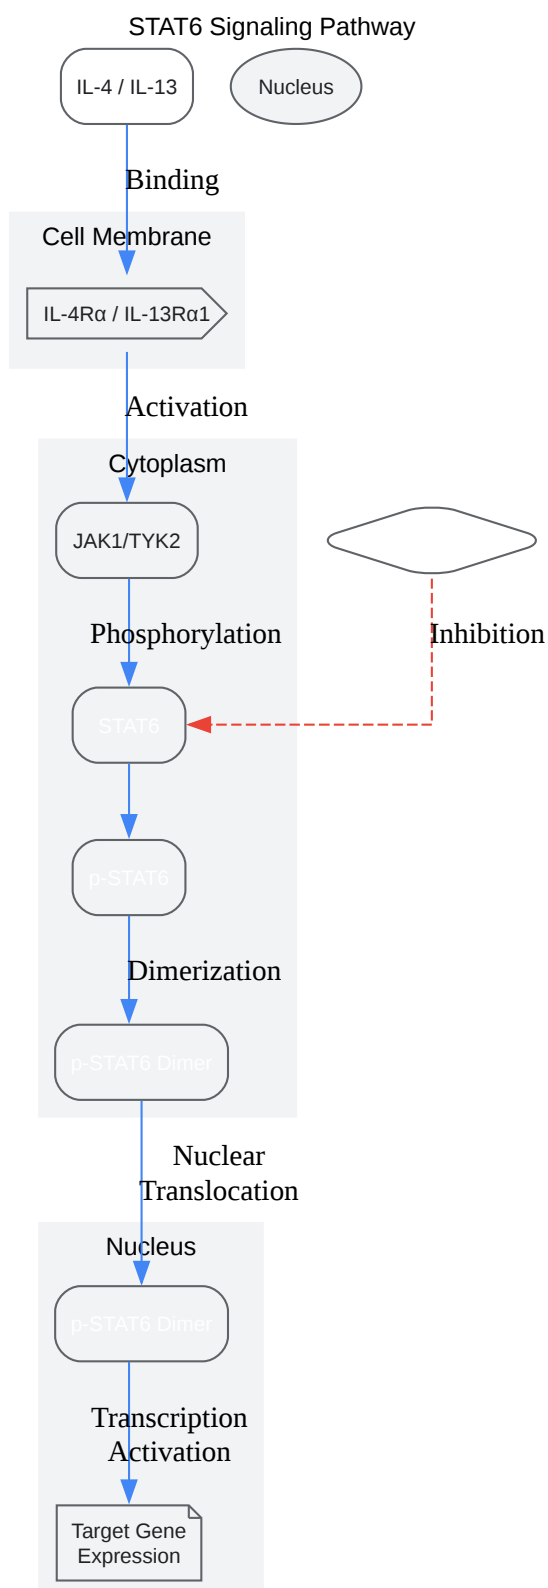 STAT6 Signaling Pathway
IL-4 / IL-13
Nucleus
Binding
Cell Membrane
IL-4Rα / IL-13Rα1
Activation
Cytoplasm
JAK1/TYK2
Phosphorylation
Inhibition
STAT6
p-STAT6
Dimerization
p-STAT6 Dimer
Nuclear
Translocation
Nucleus
p-STAT6 Dimer
Transcription
Activation
Target Gene
Expression